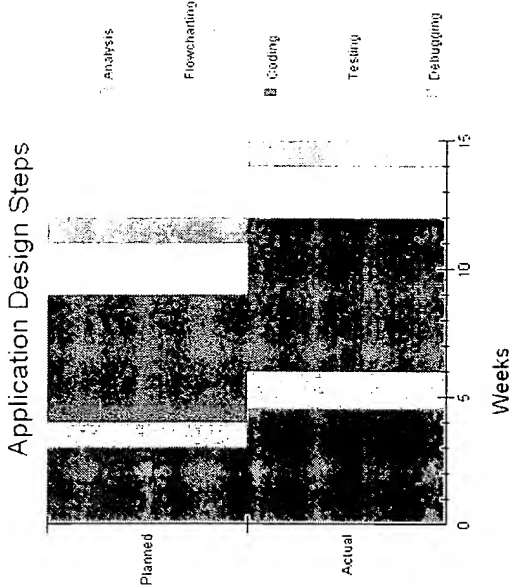 Application Design Steps
Planned
Actual
0
5
10
15
Weeks
Analysis
Flowcharting
Coding
Testing
Debugging